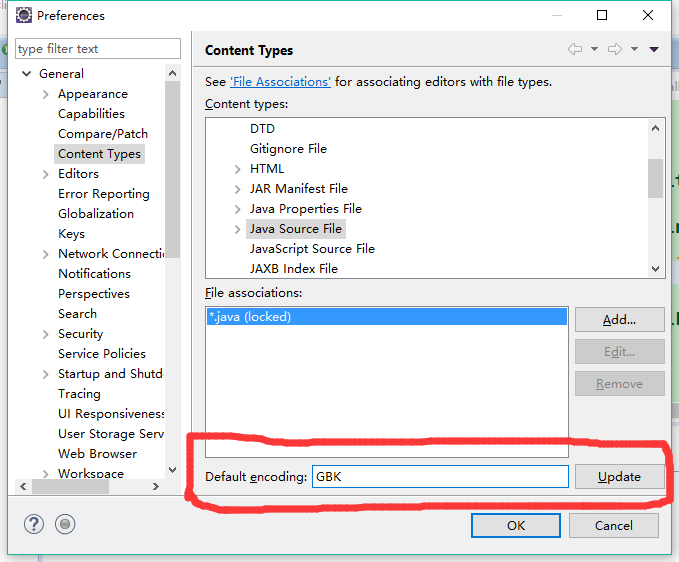 Preferences
type filter text
General
Appearance
Capabilities
Compare/Patch
Content Types
Editors
Error Reporting
Globalization
Keys
Network Connectio
Notifications
Perspectives
Search
Security
Service Policies
Startup and Shutdo
Tracing
UI Responsiveness
User Storage Serv
Web Browser
Workspace
Content Types
See 'File Associations' for associating editors with file types.
Content types:
DTD
Gitignore File
HTML
JAR Manifest File
Java Properties File
Java Source File
JavaScript Source File
JAXB Index File
File associations:
*.java (locked)
Add...
Edit...
Remove
Default encoding: GBK Update
OK Cancel